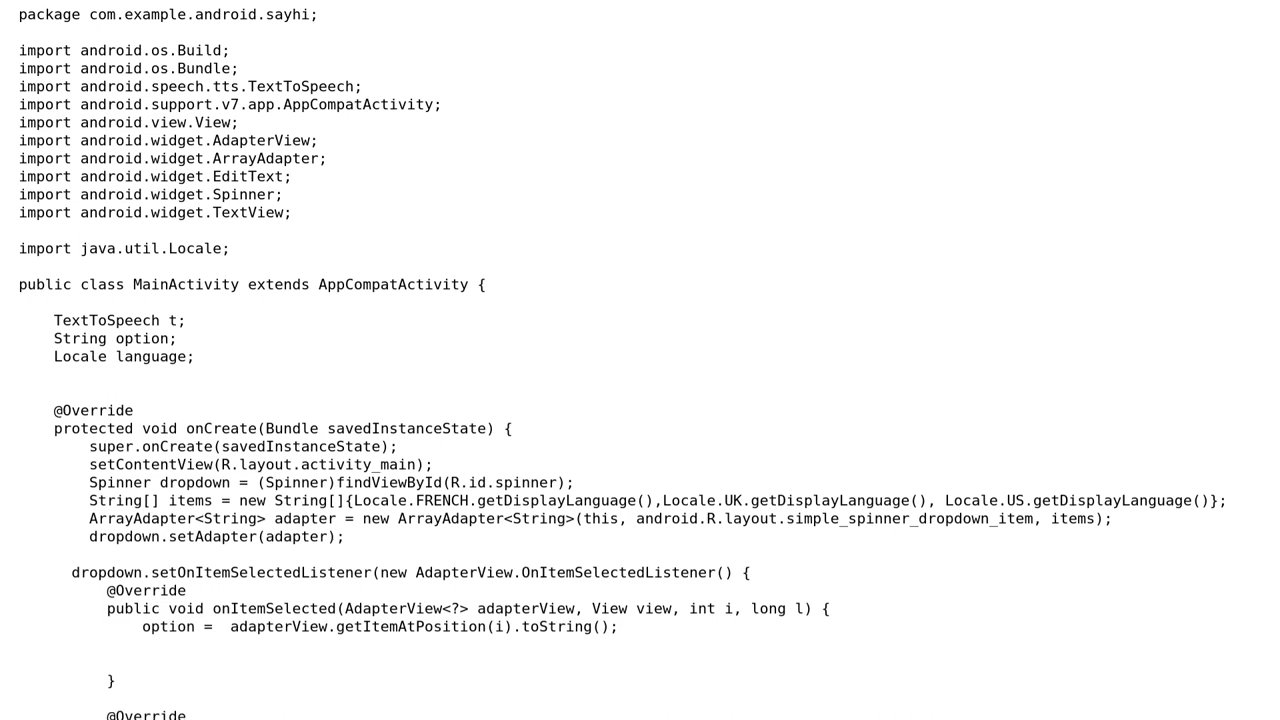 package com.example.android.sayhi;

import android.os.Build;
import android.os.Bundle;
import android.speech.tts.TextToSpeech;
import android.support.v7.app.AppCompatActivity;
import android.view.View;
import android.widget.AdapterView;
import android.widget.ArrayAdapter;
import android.widget.EditText;
import android.widget.Spinner;
import android.widget.TextView;

import java.util.Locale;

public class MainActivity extends AppCompatActivity {

    TextToSpeech t;
    String option;
    Locale language;


    @Override
    protected void onCreate(Bundle savedInstanceState) {
        super.onCreate(savedInstanceState);
        setContentView(R.layout.activity_main);
        Spinner dropdown = (Spinner)findViewById(R.id.spinner);
        String[] items = new String[]{Locale.FRENCH.getDisplayLanguage(),Locale.UK.getDisplayLanguage(), Locale.US.getDisplayLanguage()};
        ArrayAdapter<String> adapter = new ArrayAdapter<String>(this, android.R.layout.simple_spinner_dropdown_item, items);
        dropdown.setAdapter(adapter);

      dropdown.setOnItemSelectedListener(new AdapterView.OnItemSelectedListener() {
          @Override
          public void onItemSelected(AdapterView<?> adapterView, View view, int i, long l) {
              option =  adapterView.getItemAtPosition(i).toString();


          }

          @Override